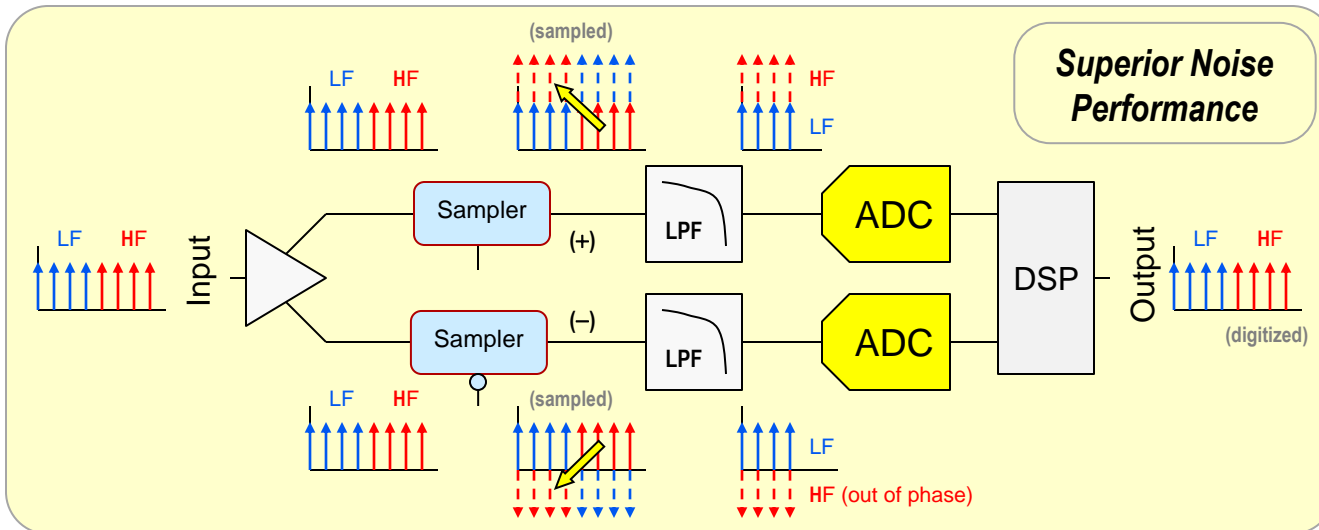 (sampled)
Superior Noise
Performance
LF HF
HF
LF
Sampler
(+)
LPF
ADC
LF HF
Input
DSP
Output
LF HF
(digitized)
Sampler
(–)
LPF
ADC
LF HF
(sampled)
LF
HF (out of phase)